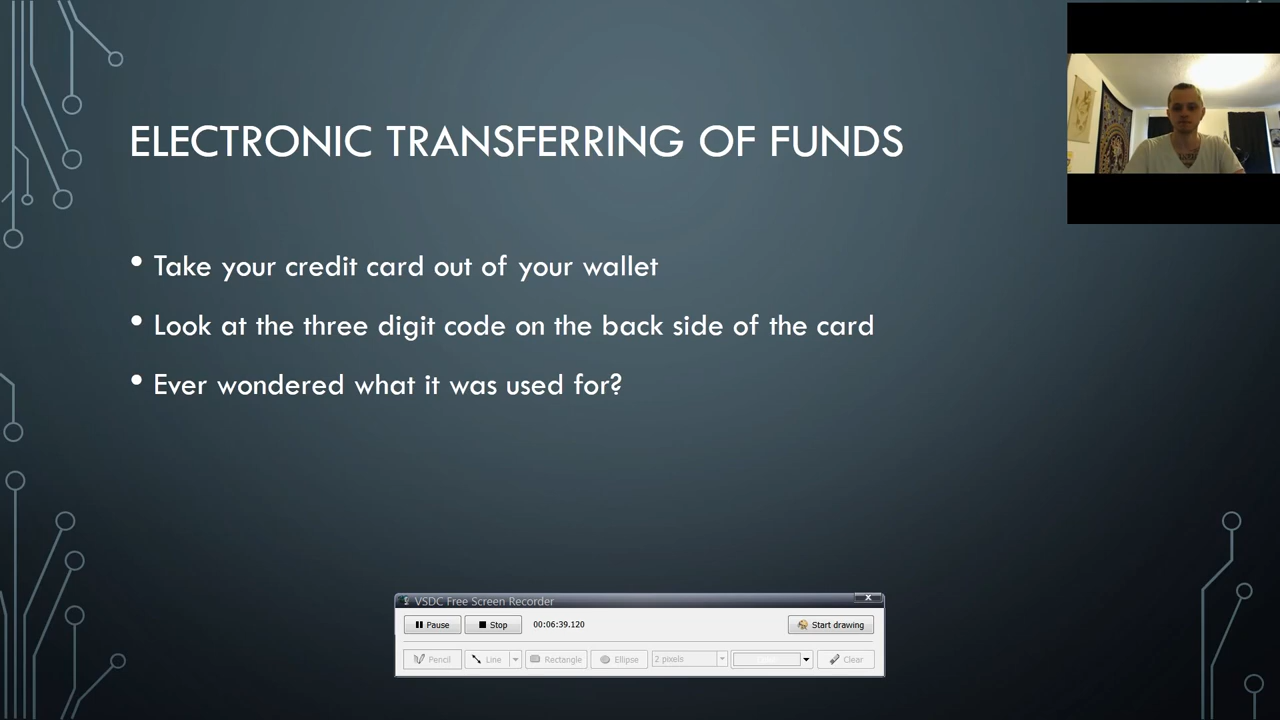 ELECTRONIC TRANSFERRING OF FUNDS
• Take your credit card out of your wallet
• Look at the three digit code on the back side of the card
• Ever wondered what it was used for?
VSDC Free Screen Recorder
Pause Stop 00:06:39.120 Start drawing
Pencil Line Rectangle Ellipse 2 pixels Clear